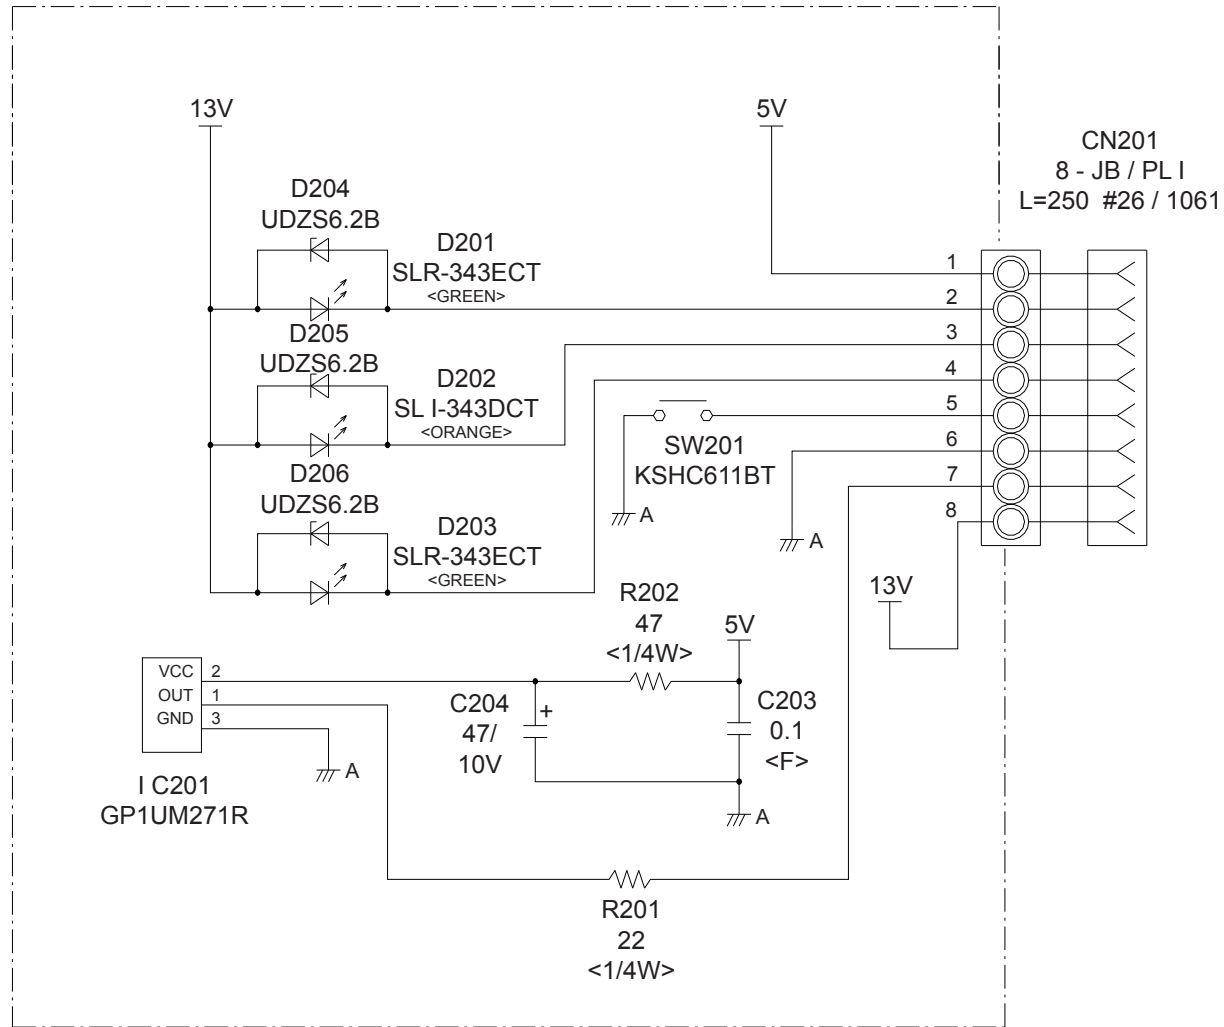 13V
5V
CN201
8 - JB / PL I
L=250 #26 / 1061
D204
UDZS6.2B
D201
SLR-343ECT
<GREEN>
1
2
3
4
5
6
7
8
D205
UDZS6.2B
D202
SL I-343DCT
<ORANGE>
SW201
KSHC611BT
A
A
D206
UDZS6.2B
D203
SLR-343ECT
<GREEN>
13V
R202
47
<1/4W>
5V
VCC 2
OUT 1
GND 3
A
I C201
GP1UM271R
C204
47/
10V
+
C203
0.1
<F>
A
R201
22
<1/4W>